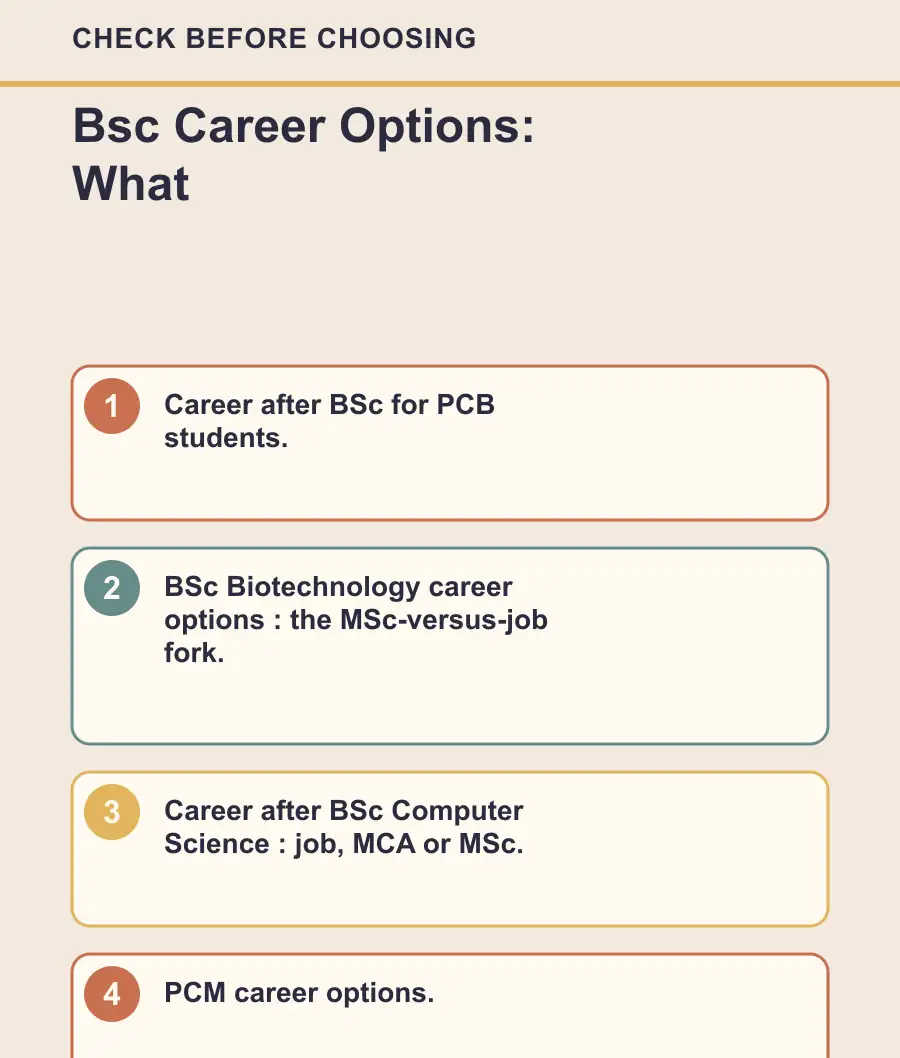 CHECK BEFORE CHOOSING
Bsc Career Options:
What
1
Career after BSc for PCB
students.
2
BSc Biotechnology career
options : the MSc-versus-job
fork.
3
Career after BSc Computer
Science : job, MCA or MSc.
4
PCM career options.